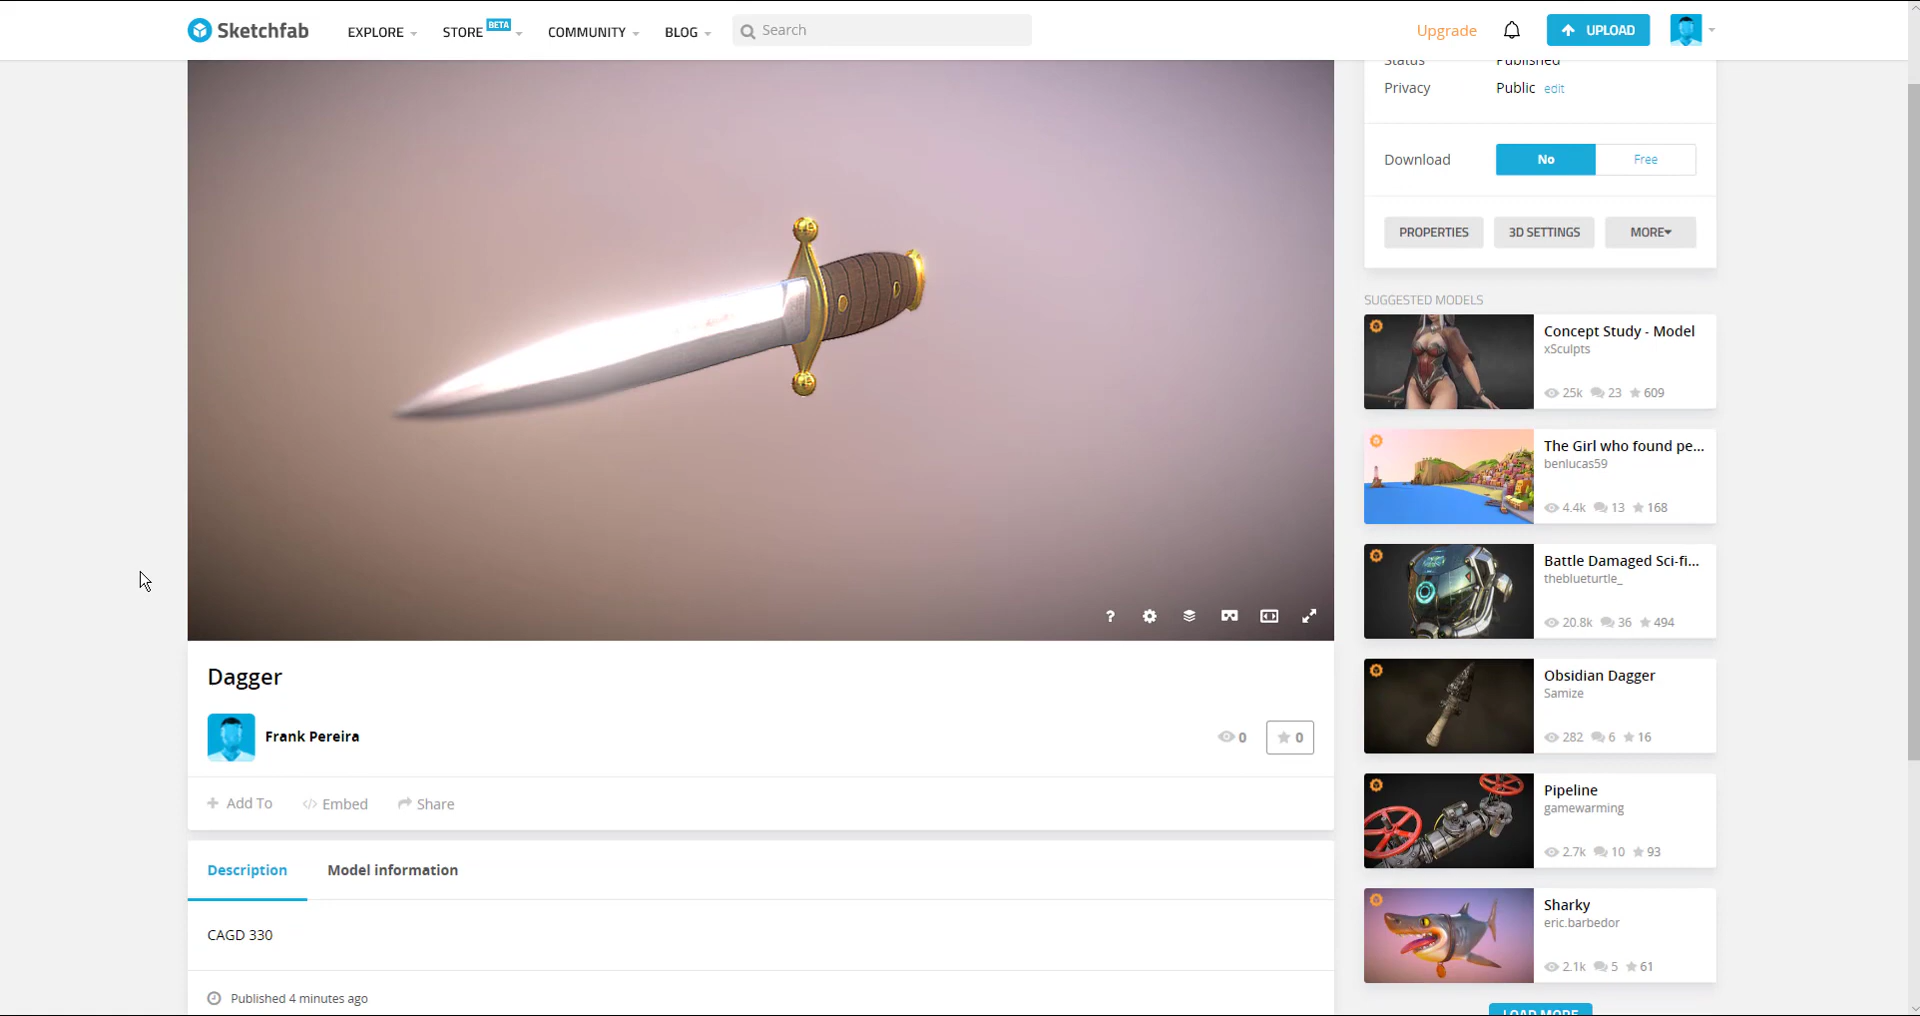 Sketchfab
EXPLORE
STORE BETA
COMMUNITY
BLOG
Search
Upgrade
UPLOAD
Status Published
Privacy Public edit
Download No Free
PROPERTIES 3D SETTINGS MORE
SUGGESTED MODELS
Concept Study - Model
xSculpts
25k 23 609
The Girl who found pe...
benlucas59
4.4k 13 168
Battle Damaged Sci-fi...
theblueturtle_
20.8k 36 494
Obsidian Dagger
Samize
282 6 16
Pipeline
gamewarming
2.7k 10 93
Sharky
eric.barbedor
2.1k 5 61
LOAD MORE
?
Dagger
Frank Pereira
0 0
+ Add To </> Embed Share
Description Model information
CAGD 330
Published 4 minutes ago